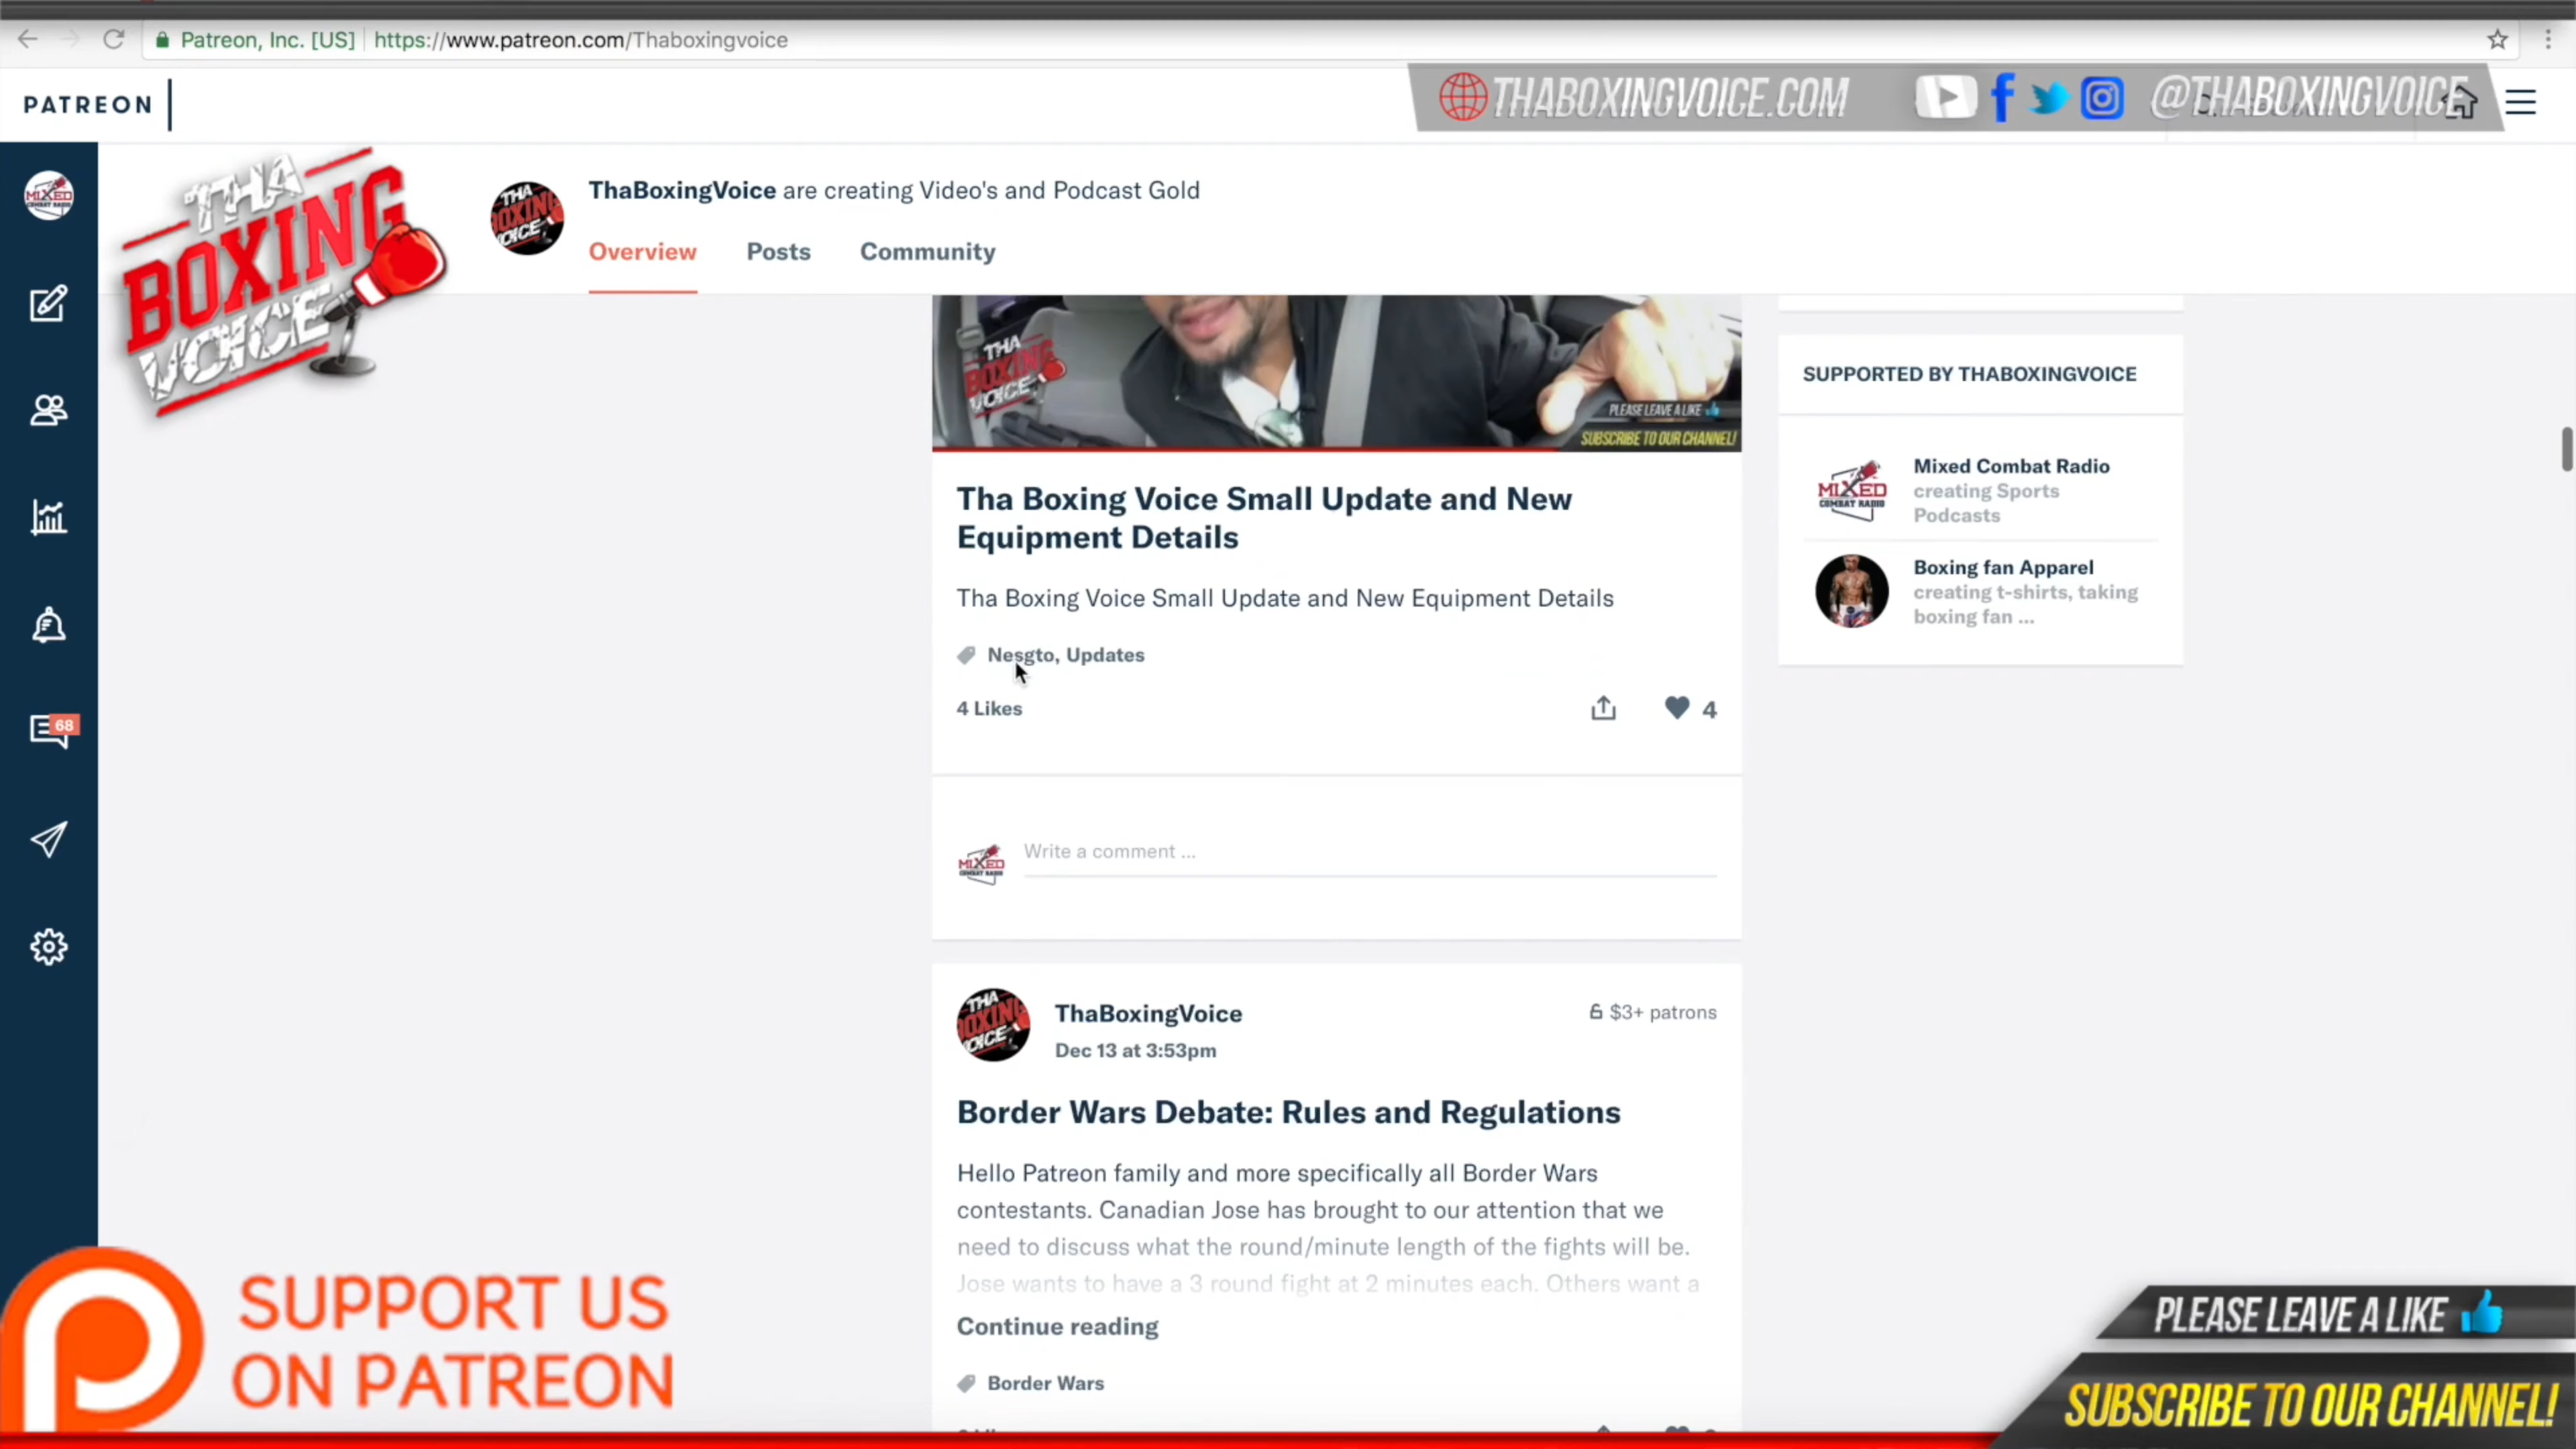 Patreon, Inc. [US] https://www.patreon.com/Thaboxingvoice
PATREON
THABOXINGVOICE.COM @THABOXINGVOICE
THA
BOXING
VOICE
ThaBoxingVoice are creating Video's and Podcast Gold
Overview Posts Community
THA
BOXING
VOICE
PLEASE LEAVE A LIKE
SUBSCRIBE TO OUR CHANNEL!
Tha Boxing Voice Small Update and New
Equipment Details
Tha Boxing Voice Small Update and New Equipment Details
Nesgto, Updates
4 Likes
4
Write a comment ...
SUPPORTED BY THABOXINGVOICE
MIXED
COMBAT RADIO
Mixed Combat Radio
creating Sports
Podcasts
Boxing fan Apparel
creating t-shirts, taking
boxing fan ...
68
ThaBoxingVoice
$3+ patrons
Dec 13 at 3:53pm
Border Wars Debate: Rules and Regulations
Hello Patreon family and more specifically all Border Wars
contestants. Canadian Jose has brought to our attention that we
need to discuss what the round/minute length of the fights will be.
Jose wants to have a 3 round fight at 2 minutes each. Others want a
Continue reading
Border Wars
SUPPORT US
ON PATREON
PLEASE LEAVE A LIKE
SUBSCRIBE TO OUR CHANNEL!